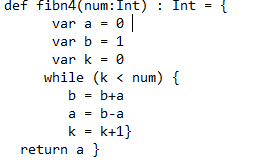 def fibn4(num:Int) : Int = {
var a = 0
var b = 1
var k = 0
while (k < num) {
b = b+a
a = b-a
k = k+1}
return a }